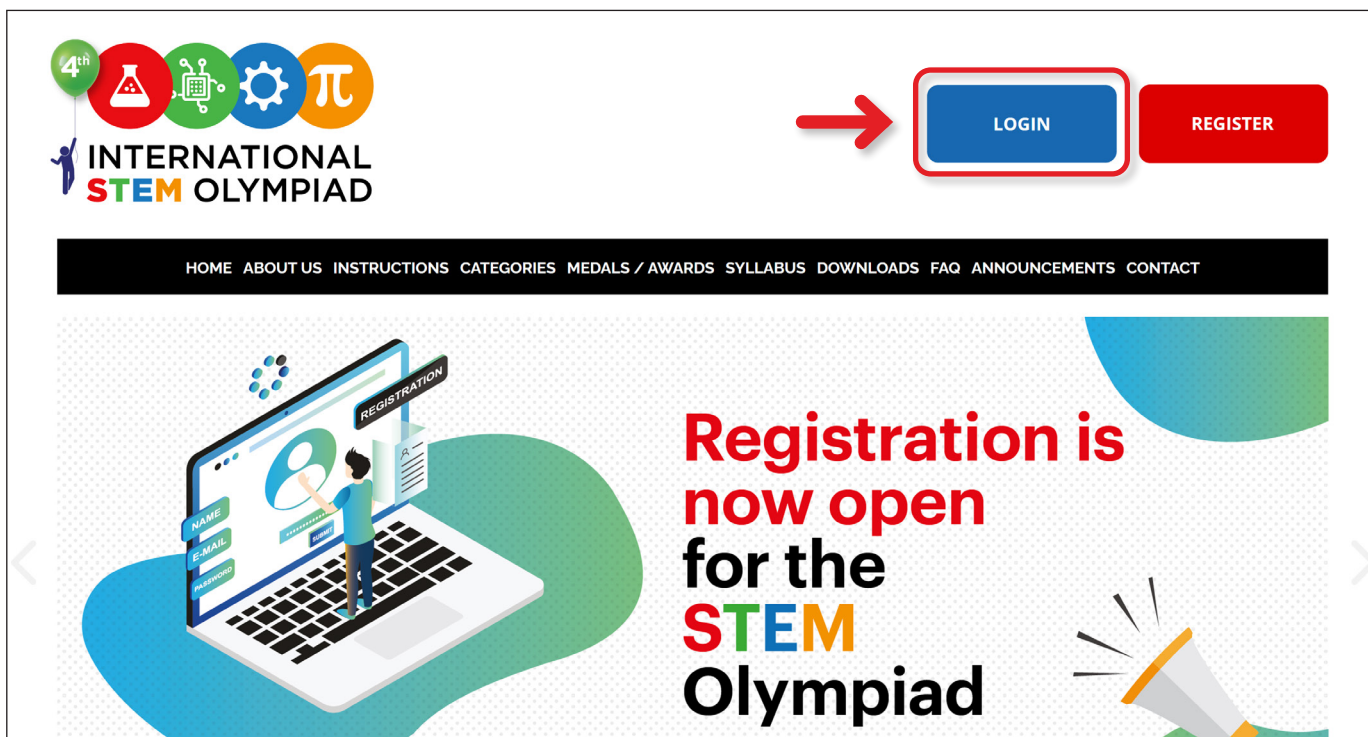 4th
π
INTERNATIONAL
STEM OLYMPIAD
LOGIN
REGISTER
HOME ABOUT US INSTRUCTIONS CATEGORIES MEDALS / AWARDS SYLLABUS DOWNLOADS FAQ ANNOUNCEMENTS CONTACT
REGISTRATION
NAME
E-MAIL
PASSWORD
SUBMIT
Registration is
now open
for the
STEM
Olympiad